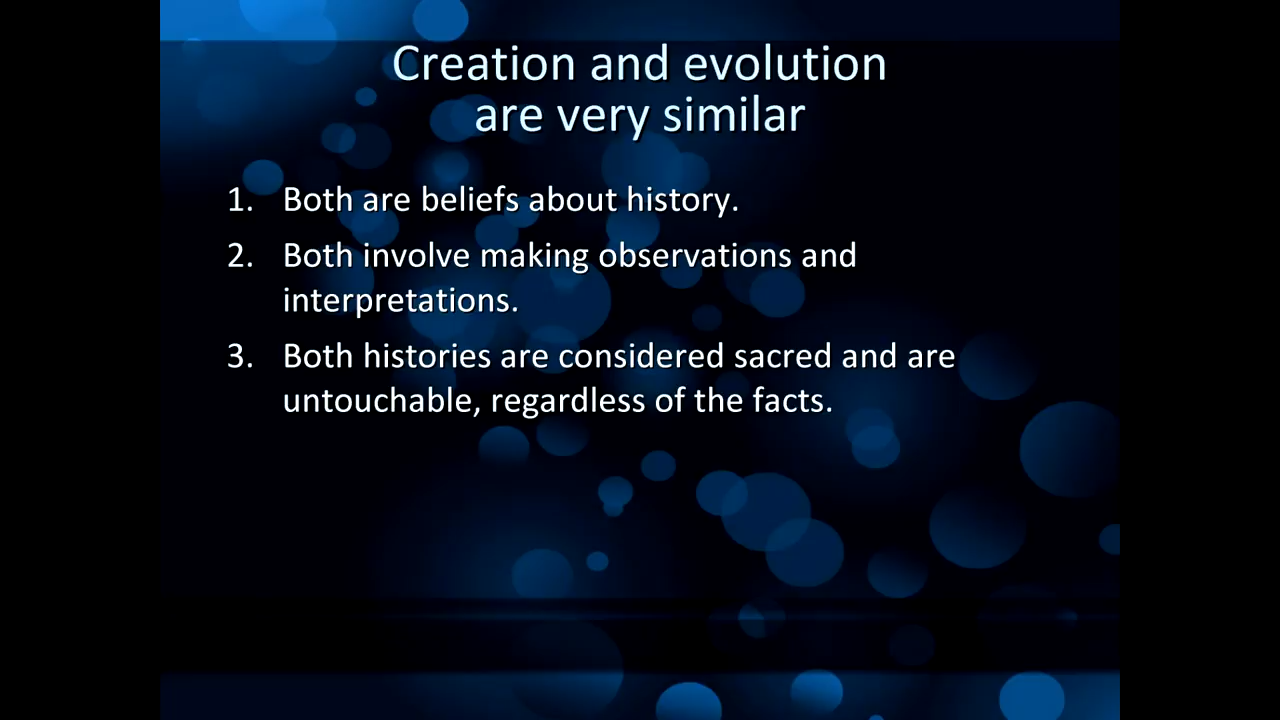 Creation and evolution
are very similar
1. Both are beliefs about history.
2. Both involve making observations and
interpretations.
3. Both histories are considered sacred and are
untouchable, regardless of the facts.